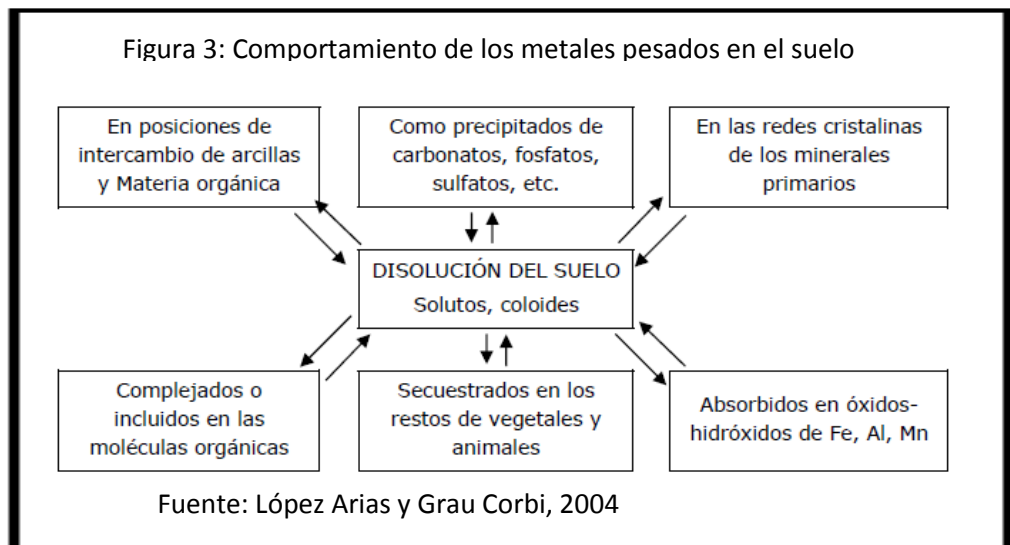 Figura 3: Comportamiento de los metales pesados en el suelo
En posiciones de
intercambio de arcillas
y Materia orgánica
Como precipitados de
carbonatos, fosfatos,
sulfatos, etc.
En las redes cristalinas
de los minerales
primarios
DISOLUCIÓN DEL SUELO
Solutos, coloides
Complejados o
incluidos en las
moléculas orgánicas
Secuestrados en los
restos de vegetales y
animales
Absorbidos en óxidos-
hidróxidos de Fe, Al, Mn
Fuente: López Arias y Grau Corbi, 2004